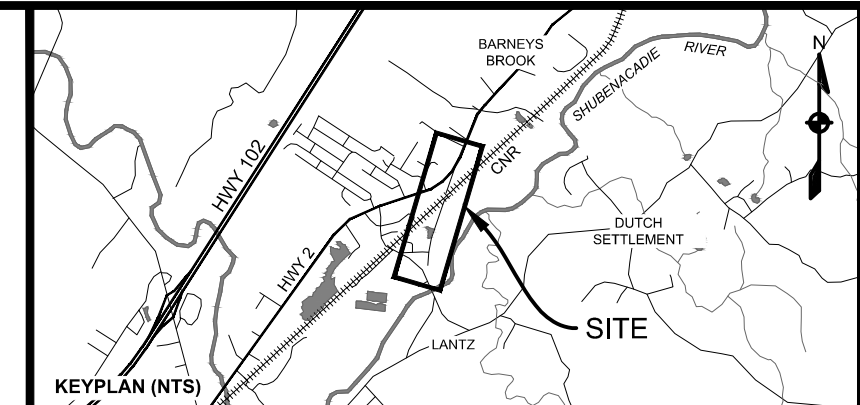 BARNEYS
BROOK
SHUBENACADIE
RIVER
N
HWY 102
CNR
HWY 2
DUTCH
SETTLEMENT
SITE
LANTZ
KEYPLAN (NTS)